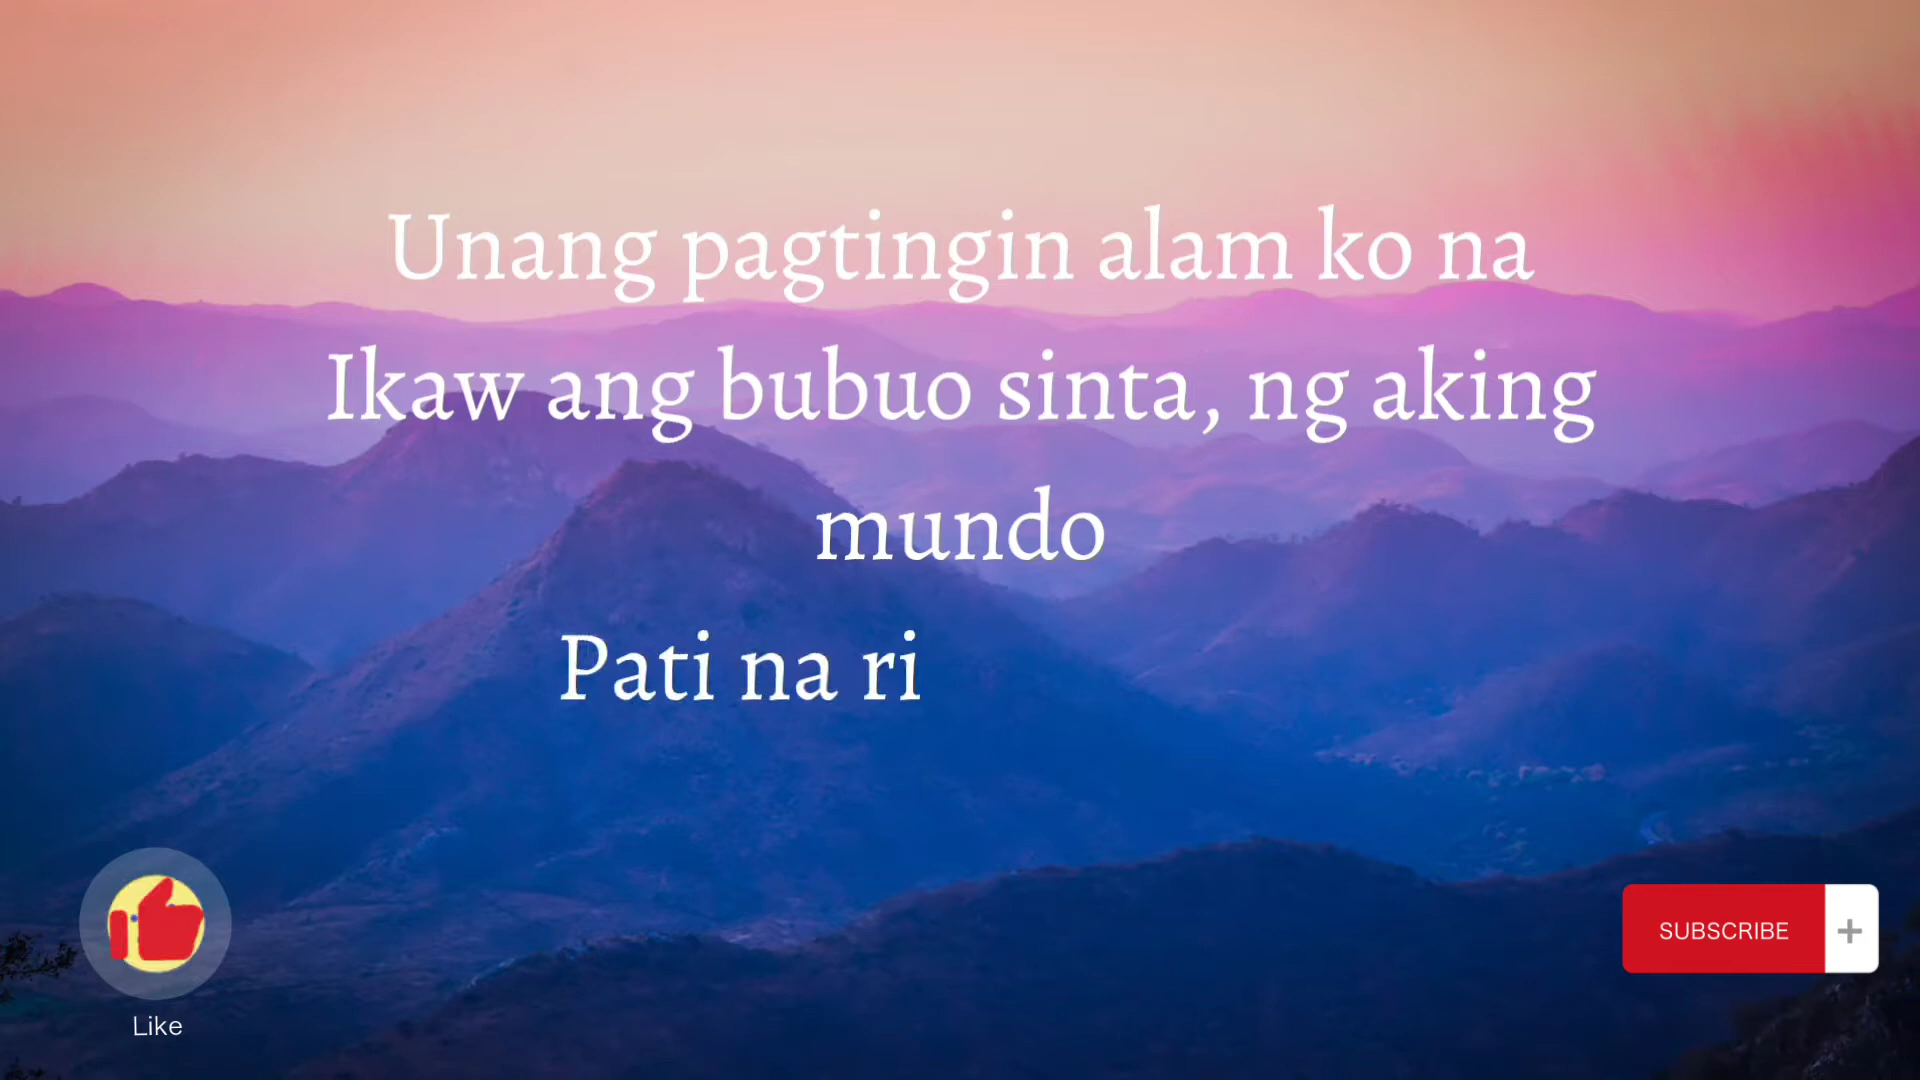 Unang pagtingin alam ko na
Ikaw ang bubuo sinta, ng aking
mundo
Pati na ri
SUBSCRIBE +
Like